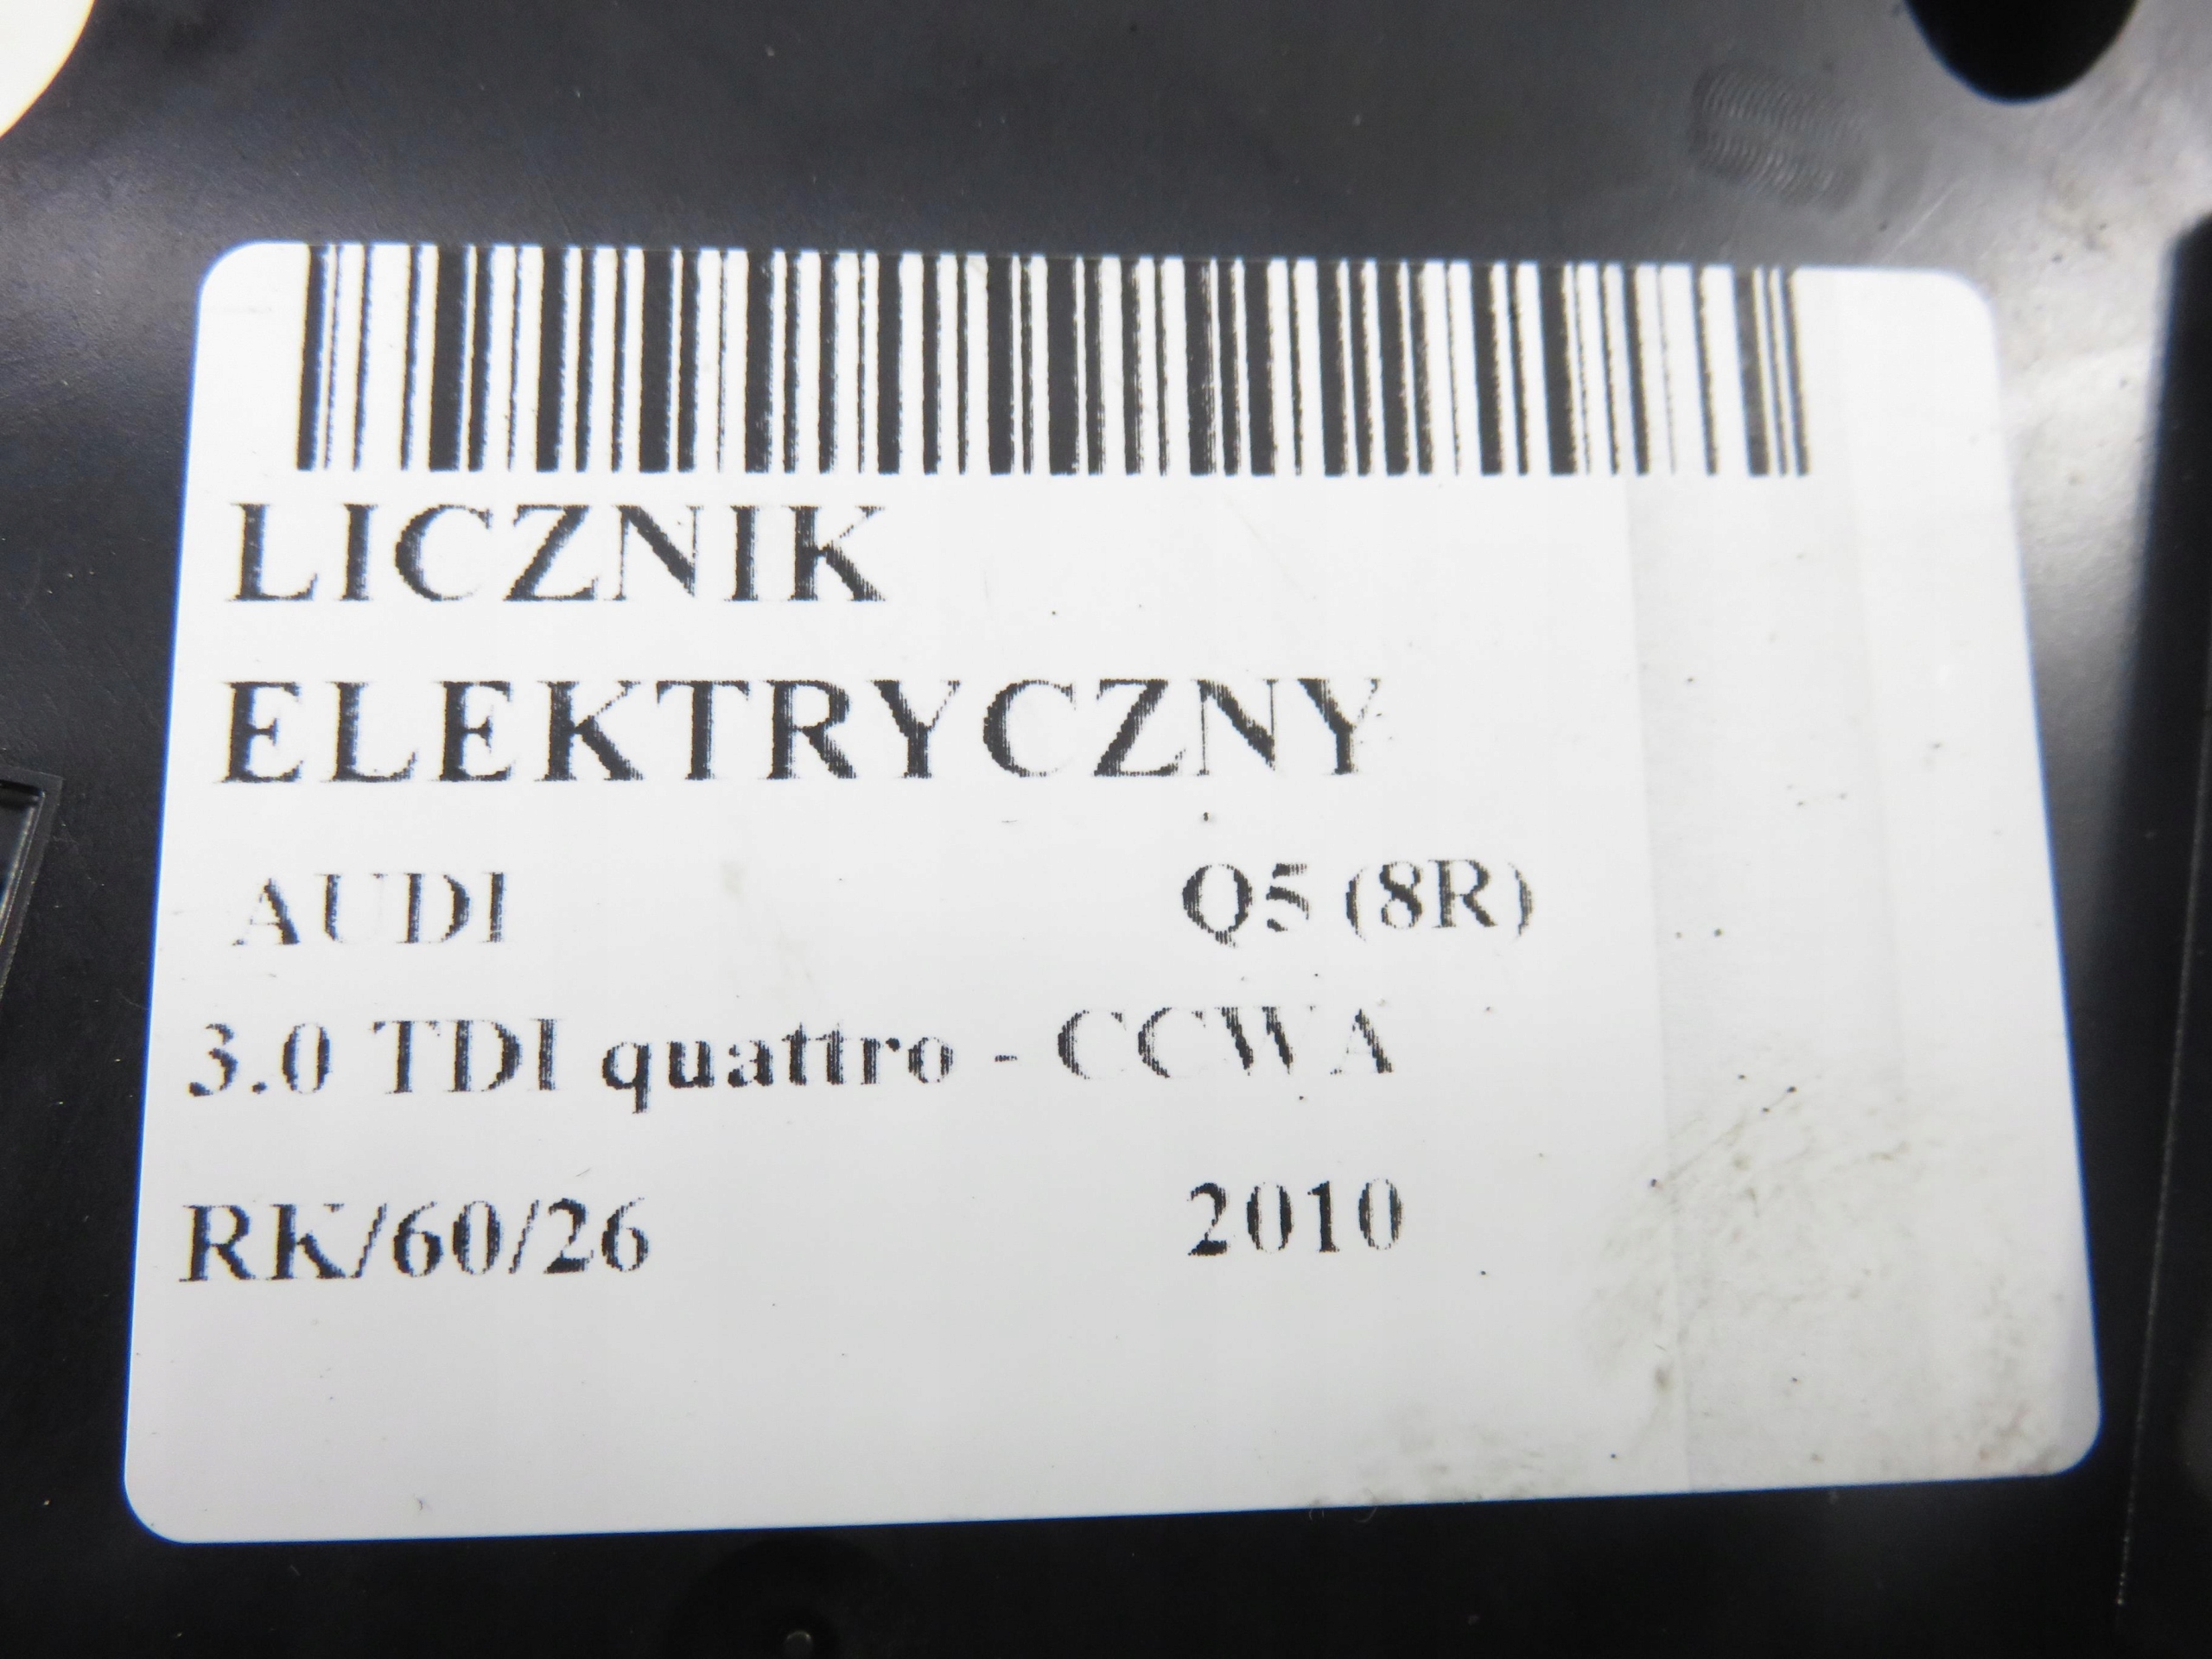 LICZNIK
ELEKTRYCZNY
AUDI Q5 (8R)
3.0 TDI quattro - CCWA
RK/60/26 2010